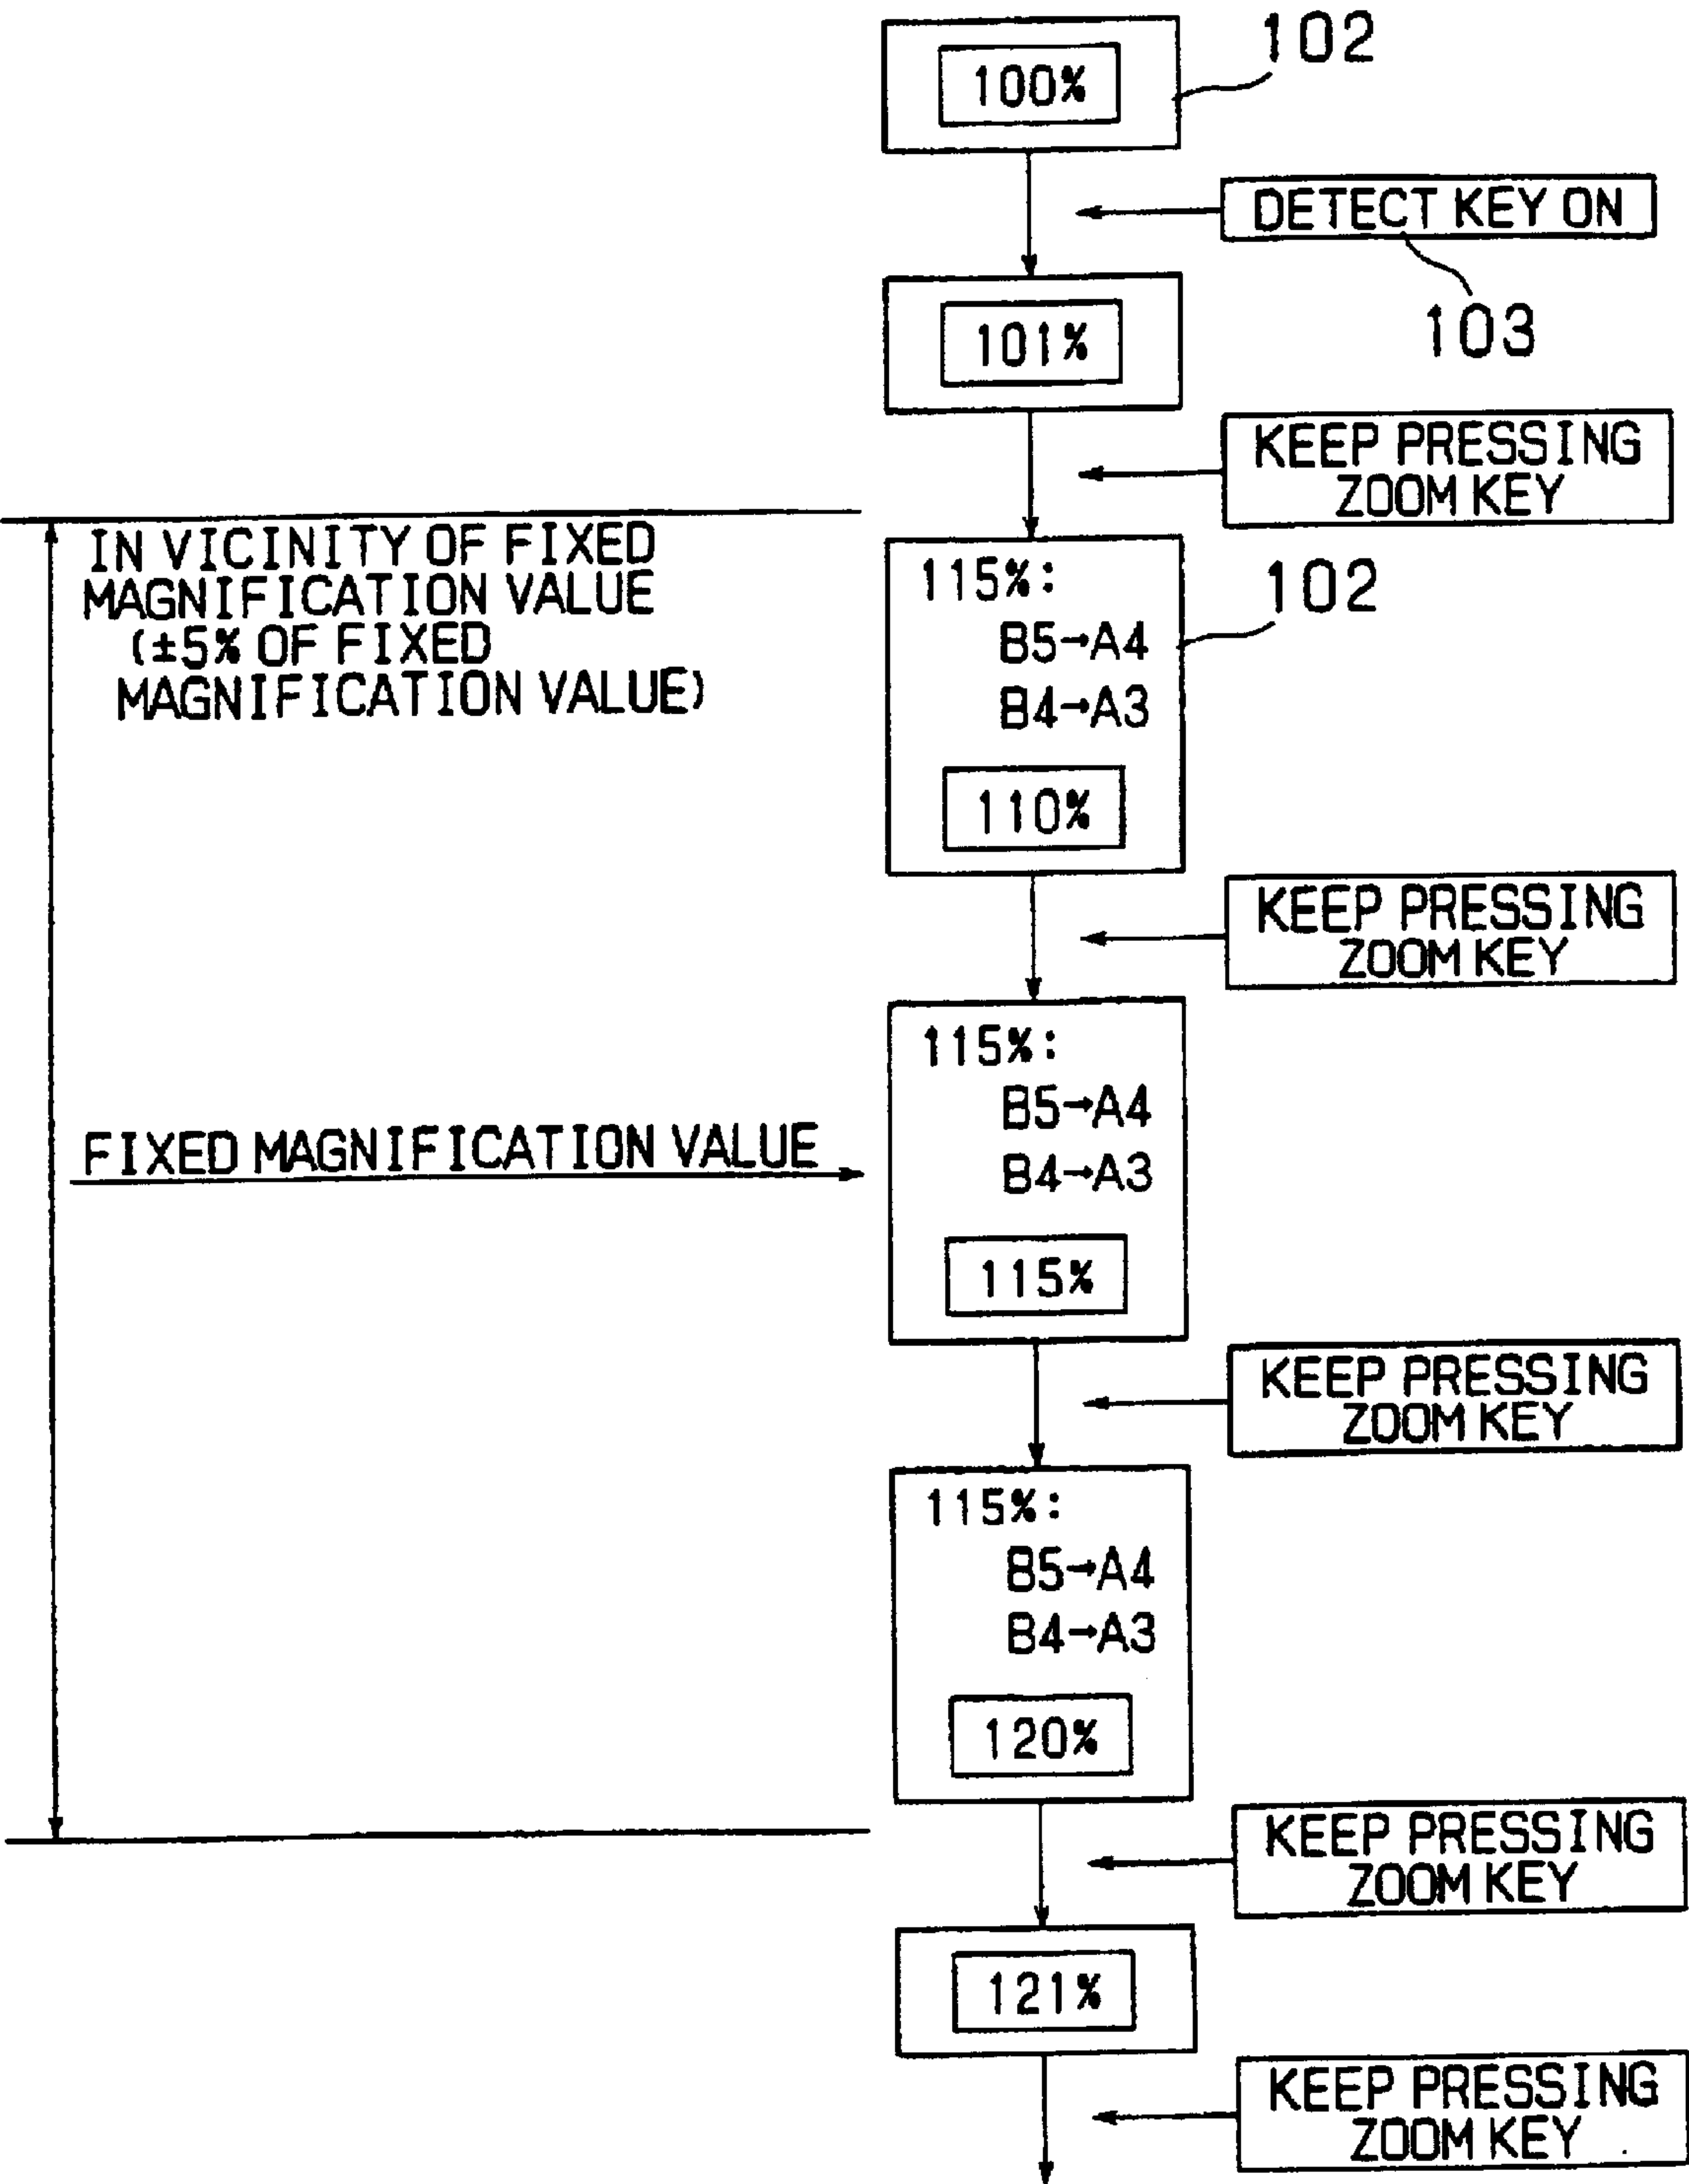 100%
102
DETECT KEY ON
103
101%
KEEP PRESSING
ZOOM KEY
IN VICINITY OF FIXED
MAGNIFICATION VALUE
(±5% OF FIXED
MAGNIFICATION VALUE)
115%:
B5→A4
B4→A3
110%
102
KEEP PRESSING
ZOOM KEY
FIXED MAGNIFICATION VALUE
115%:
B5→A4
B4→A3
115%
KEEP PRESSING
ZOOM KEY
115%:
B5→A4
B4→A3
120%
KEEP PRESSING
ZOOM KEY
121%
KEEP PRESSING
ZOOM KEY